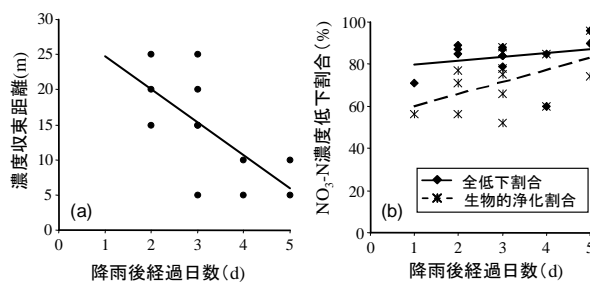 濃度収束距離(m)
30
25
20
15
10
5
0
(a)
0 1 2 3 4 5
降雨後経過日数(d)
NO3-N濃度低下割合(%)
100
80
60
40
20
0
(b)
全低下割合
生物的浄化割合
0 1 2 3 4 5
降雨後経過日数(d)